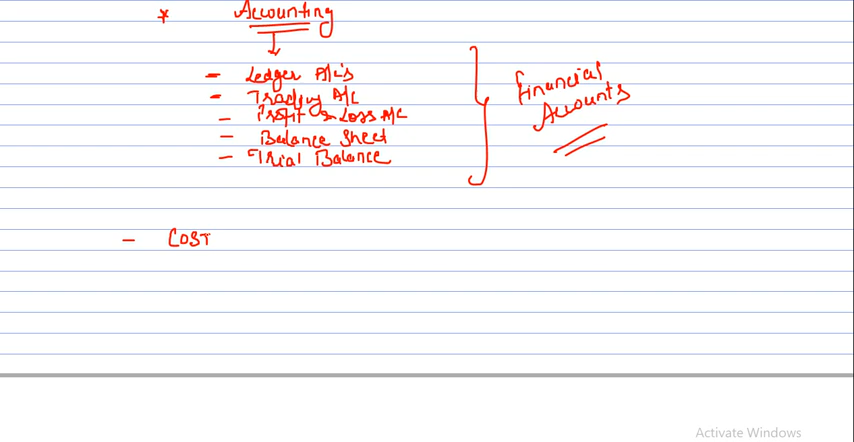 * Accounting
- Ledger A/c's
- Trading A/c
- Profit & Loss A/c
- Balance Sheet
- Trial Balance
Financial
Accounts
- COST
Activate Windows